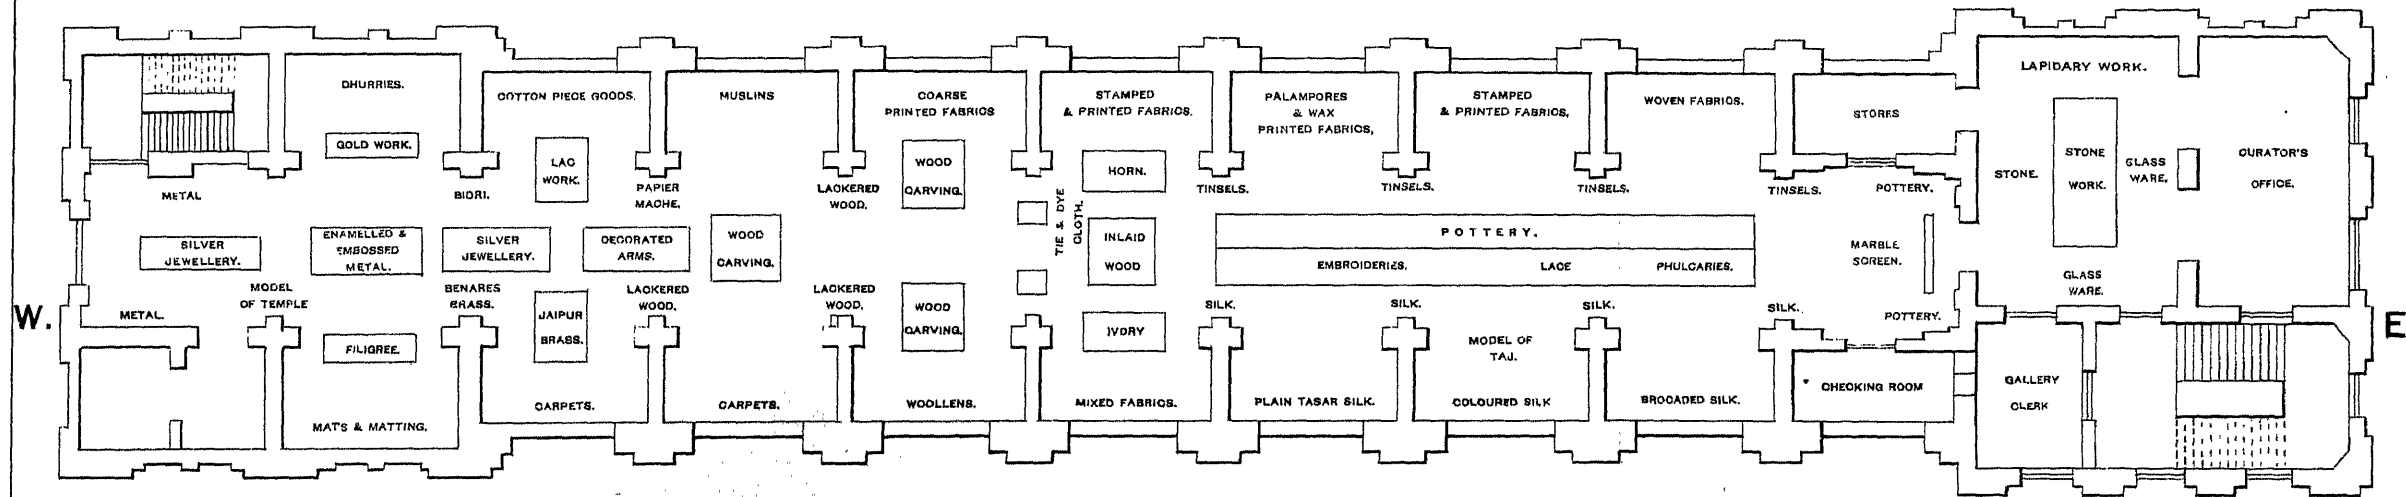 W.
E
DHURRIES.
GOLD WORK.
METAL
BIDRI.
SILVER
JEWELLERY.
ENAMELLED &
EMBOSSED
METAL.
MODEL
OF TEMPLE
METAL.
FILIGREE.
MATS & MATTING.
COTTON PIECE GOODS.
LAC
WORK.
PAPIER
MACHE.
SILVER
JEWELLERY.
DECORATED
ARMS.
BENARES
BRASS.
JAIPUR
BRASS.
LACKERED
WOOD.
CARPETS.
MUSLINS
LACKERED
WOOD.
WOOD
CARVING.
LACKERED
WOOD.
CARPETS.
COARSE
PRINTED FABRICS
WOOD
CARVING.
WOOD
CARVING.
WOOLLENS.
TIE & DYE
CLOTH.
STAMPED
& PRINTED FABRICS.
HORN.
INLAID
WOOD
IVORY
MIXED FABRICS.
PALAMPORES
& WAX
PRINTED FABRICS,
TINSELS.
TINSELS.
STAMPED
& PRINTED FABRICS.
TINSELS.
WOVEN FABRICS.
TINSELS.
POTTERY.
EMBROIDERIES. LACE PHULCARIES.
SILK.
SILK.
SILK.
SILK.
PLAIN TASAR SILK.
MODEL OF
TAJ.
COLOURED SILK
BROCADED SILK.
STORES
POTTERY.
MARBLE
SCREEN.
POTTERY.
CHECKING ROOM
LAPIDARY WORK.
STONE.
STONE
WORK.
GLASS
WARE.
GLASS
WARE.
CURATOR'S
OFFICE.
GALLERY
CLERK